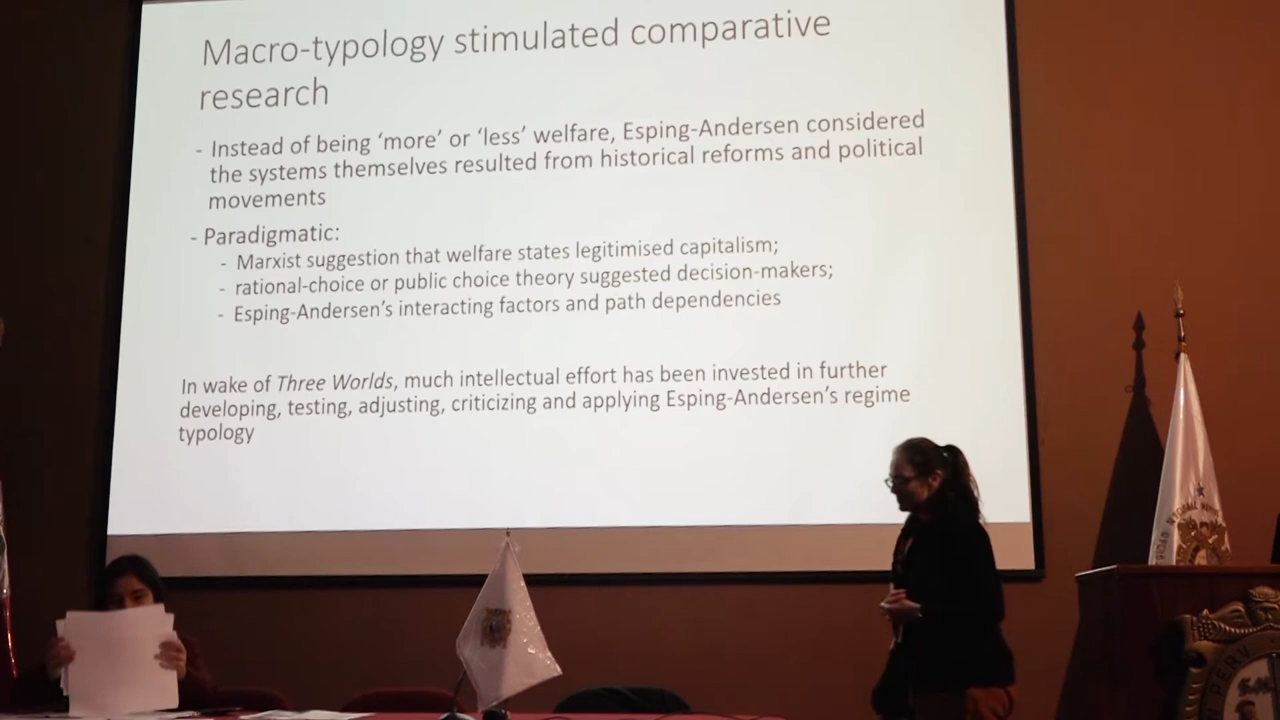 Macro-typology stimulated comparative
research
- Instead of being ‘more’ or ‘less’ welfare, Esping-Andersen considered
the systems themselves resulted from historical reforms and political
movements
- Paradigmatic:
- Marxist suggestion that welfare states legitimised capitalism;
- rational-choice or public choice theory suggested decision-makers;
- Esping-Andersen’s interacting factors and path dependencies
In wake of Three Worlds, much intellectual effort has been invested in further
developing, testing, adjusting, criticizing and applying Esping-Andersen’s regime
typology
PERV